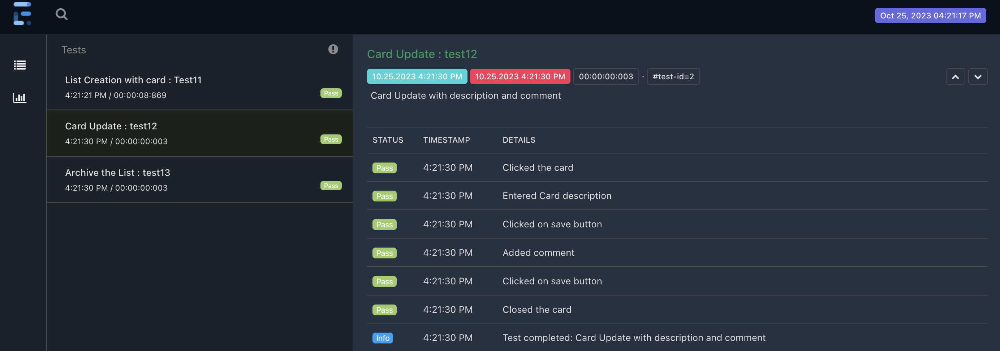 Oct 25, 2023 04:21:17 PM
Tests
List Creation with card : Test11
4:21:21 PM / 00:00:08:869
Pass
Card Update : test12
4:21:30 PM / 00:00:00:003
Pass
Archive the List : test13
4:21:30 PM / 00:00:00:003
Pass
Card Update : test12
10.25.2023 4:21:30 PM 10.25.2023 4:21:30 PM 00:00:00:003 · #test-id=2
Card Update with description and comment
STATUS TIMESTAMP DETAILS
Pass 4:21:30 PM Clicked the card
Pass 4:21:30 PM Entered Card description
Pass 4:21:30 PM Clicked on save button
Pass 4:21:30 PM Added comment
Pass 4:21:30 PM Clicked on save button
Pass 4:21:30 PM Closed the card
Info 4:21:30 PM Test completed: Card Update with description and comment